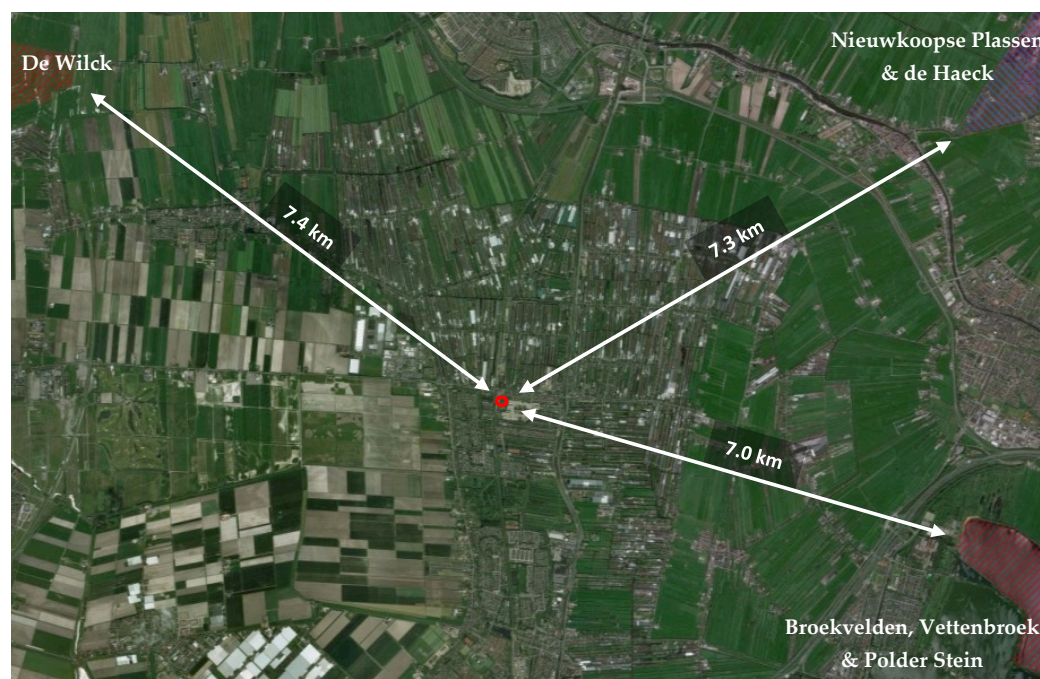 De Wilck
Nieuwkoopse Plassen
& de Haeck
7.4 km
7.3 km
7.0 km
Broekvelden, Vettenbroek
& Polder Stein